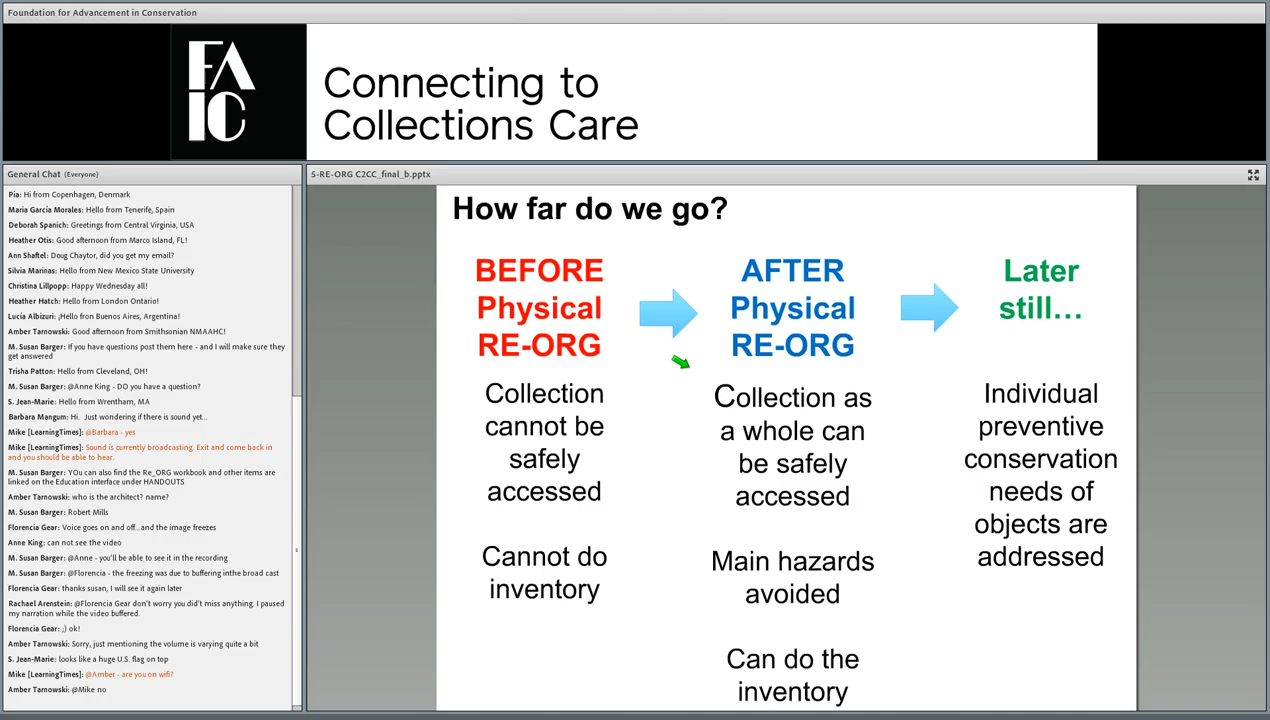 Foundation for Advancement in Conservation
FA
IC
Connecting to
Collections Care
General Chat (Everyone)
Pia: Hi from Copenhagen, Denmark
Maria García Morales: Hello from Tenerife, Spain
Deborah Spanich: Greetings from Central Virginia, USA
Heather Otis: Good afternoon from Marco Island, FL!
Ann Shaftel: Doug Chaytor, did you get my email?
Silvia Marinas: Hello from New Mexico State University
Christina Lillpopp: Happy Wednesday all!
Heather Hatch: Hello from London Ontario!
Lucía Albizuri: ¡Hello fron Buenos Aires, Argentina!
Amber Tarnowski: Good afternoon from Smithsonian NMAAHC!
M. Susan Barger: If you have questions post them here - and I will make sure they
get answered
Trisha Patton: Hello from Cleveland, OH!
M. Susan Barger: @Anne King - DO you have a question?
S. Jean-Marie: Hello from Wrentham, MA
Barbara Mangum: Hi. Just wondering if there is sound yet...
Mike [LearningTimes]: @Barbara - yes
Mike [LearningTimes]: Sound is currently broadcasting. Exit and come back in
and you should be able to hear.
M. Susan Barger: YOu can also find the Re_ORG workbook and other items are
linked on the Education interface under HANDOUTS
Amber Tarnowski: who is the architect? name?
M. Susan Barger: Robert Mills
Florencia Gear: Voice goes on and off...and the image freezes
Anne King: can not see the video
M. Susan Barger: @Anne - you'll be able to see it in the recording
M. Susan Barger: @Florencia - the freezing was due to buffering inthe broad cast
Florencia Gear: thanks susan, I will see it again later
Rachael Arenstein: @Florencia Gear don't worry you did't miss anything. I paused
my narration while the video buffered.
Florencia Gear: ;) ok!
Amber Tarnowski: Sorry, just mentioning the volume is varying quite a bit
S. Jean-Marie: looks like a huge U.S. flag on top
Mike [LearningTimes]: @Amber - are you on wifi?
Amber Tarnowski: @Mike no
5-RE-ORG C2CC_final_b.pptx
How far do we go?
BEFORE
Physical
RE-ORG
Collection
cannot be
safely
accessed
Cannot do
inventory
AFTER
Physical
RE-ORG
Collection as
a whole can
be safely
accessed
Main hazards
avoided
Can do the
inventory
Later
still…
Individual
preventive
conservation
needs of
objects are
addressed